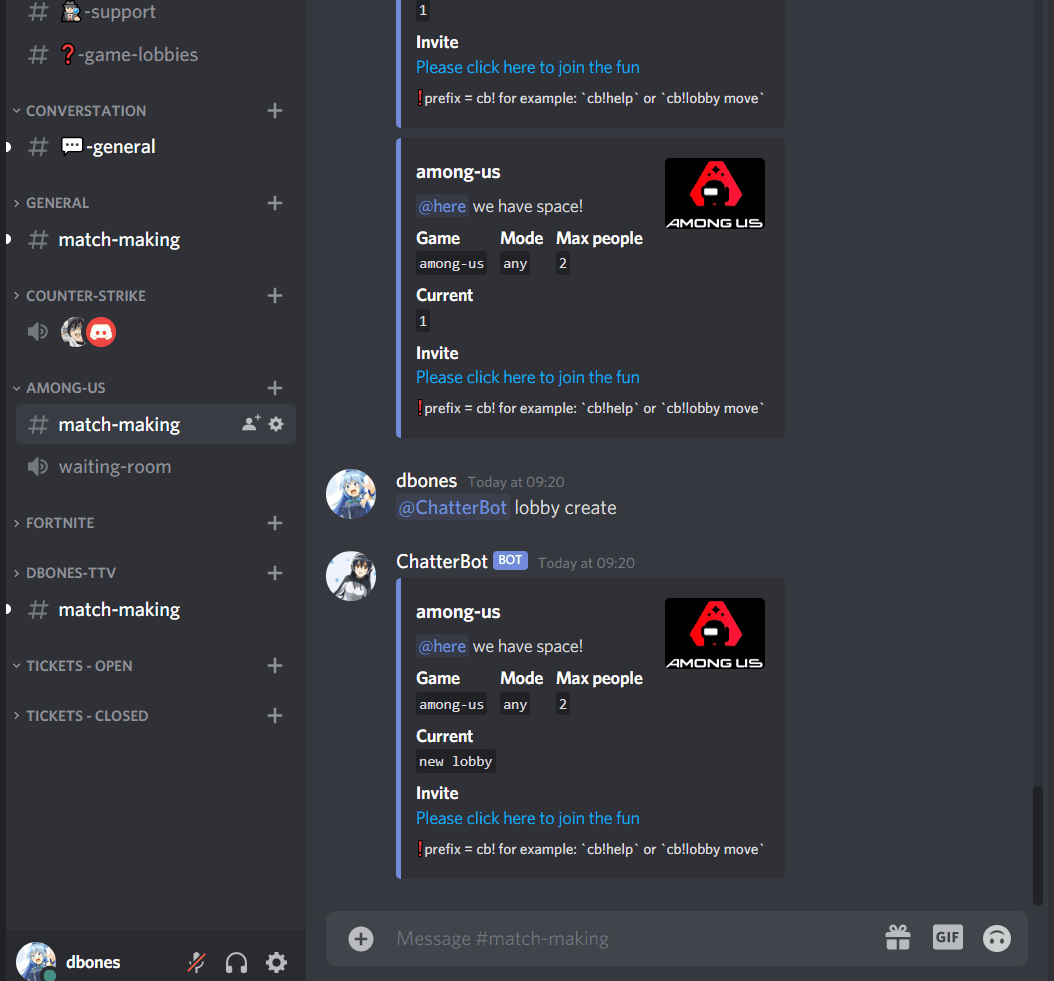 -support
-game-lobbies
CONVERSTATION
-general
GENERAL
match-making
COUNTER-STRIKE
AMONG-US
match-making
waiting-room
FORTNITE
DBONES-TTV
match-making
TICKETS - OPEN
TICKETS - CLOSED
dbones
1
Invite
Please click here to join the fun
❗prefix = cb! for example: `cb!help` or `cb!lobby move`
among-us
@here we have space!
AMONG US
Game Mode Max people
among-us any 2
Current
1
Invite
Please click here to join the fun
❗prefix = cb! for example: `cb!help` or `cb!lobby move`
dbones Today at 09:20
@ChatterBot lobby create
ChatterBot BOT Today at 09:20
among-us
@here we have space!
AMONG US
Game Mode Max people
among-us any 2
Current
new lobby
Invite
Please click here to join the fun
❗prefix = cb! for example: `cb!help` or `cb!lobby move`
Message #match-making
GIF